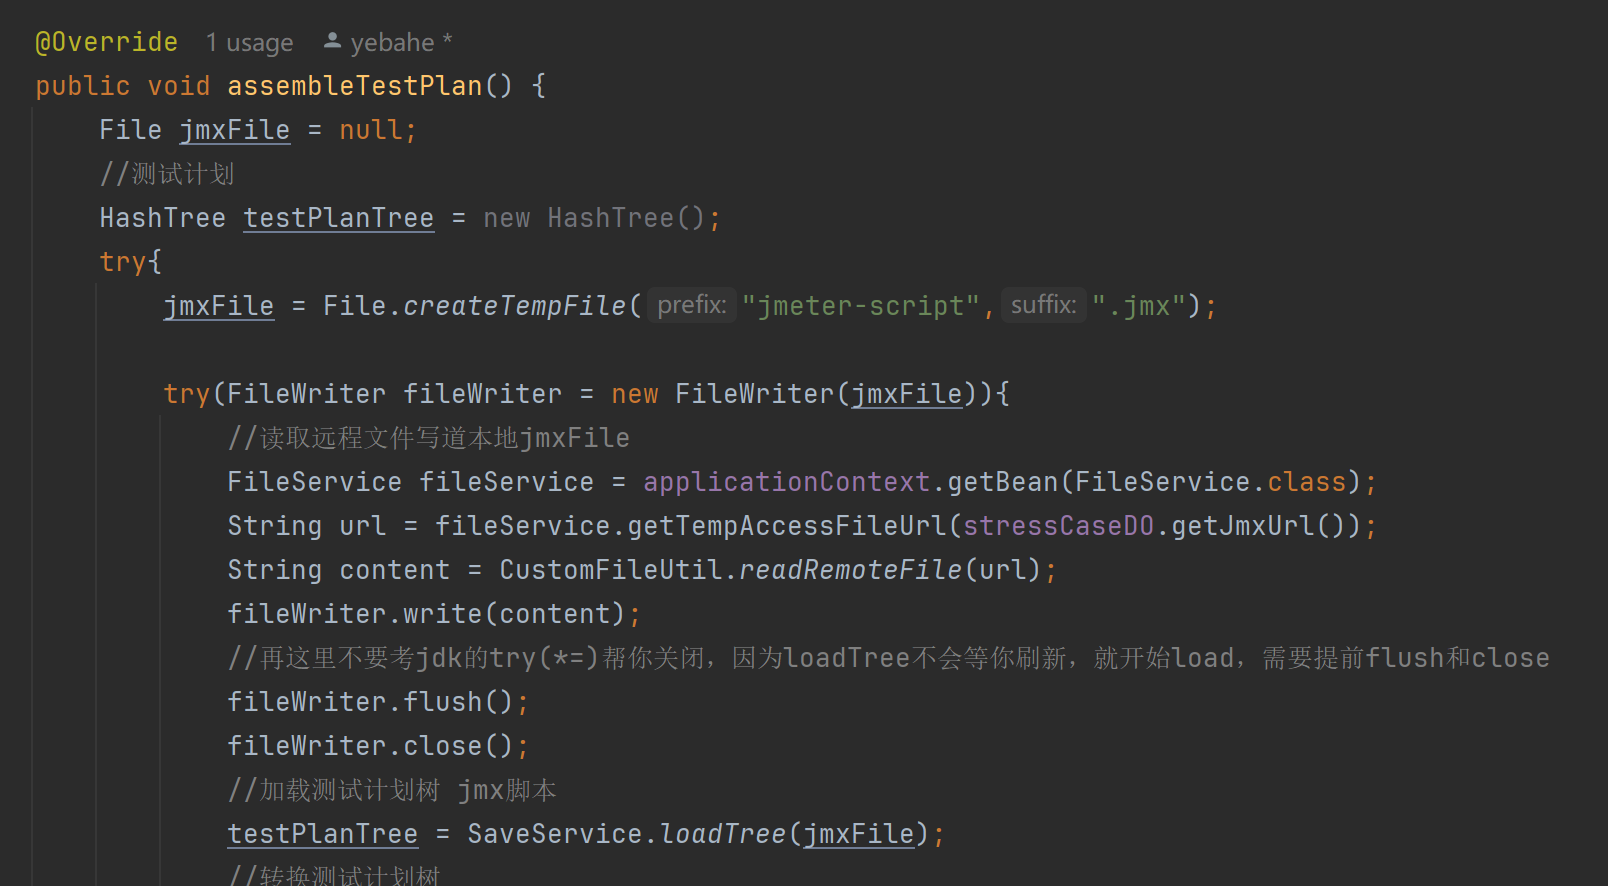 @Override 1 usage yebahe *
public void assembleTestPlan() {
File jmxFile = null;
//测试计划
HashTree testPlanTree = new HashTree();
try{
jmxFile = File.createTempFile( prefix: "jmeter-script", suffix: ".jmx");
try(FileWriter fileWriter = new FileWriter(jmxFile)){
//读取远程文件写道本地jmxFile
FileService fileService = applicationContext.getBean(FileService.class);
String url = fileService.getTempAccessFileUrl(stressCaseDO.getJmxUrl());
String content = CustomFileUtil.readRemoteFile(url);
fileWriter.write(content);
//再这里不要考jdk的try(*=)帮你关闭，因为loadTree不会等你刷新，就开始load，需要提前flush和close
fileWriter.flush();
fileWriter.close();
//加载测试计划树 jmx脚本
testPlanTree = SaveService.loadTree(jmxFile);
//转换测试计划树